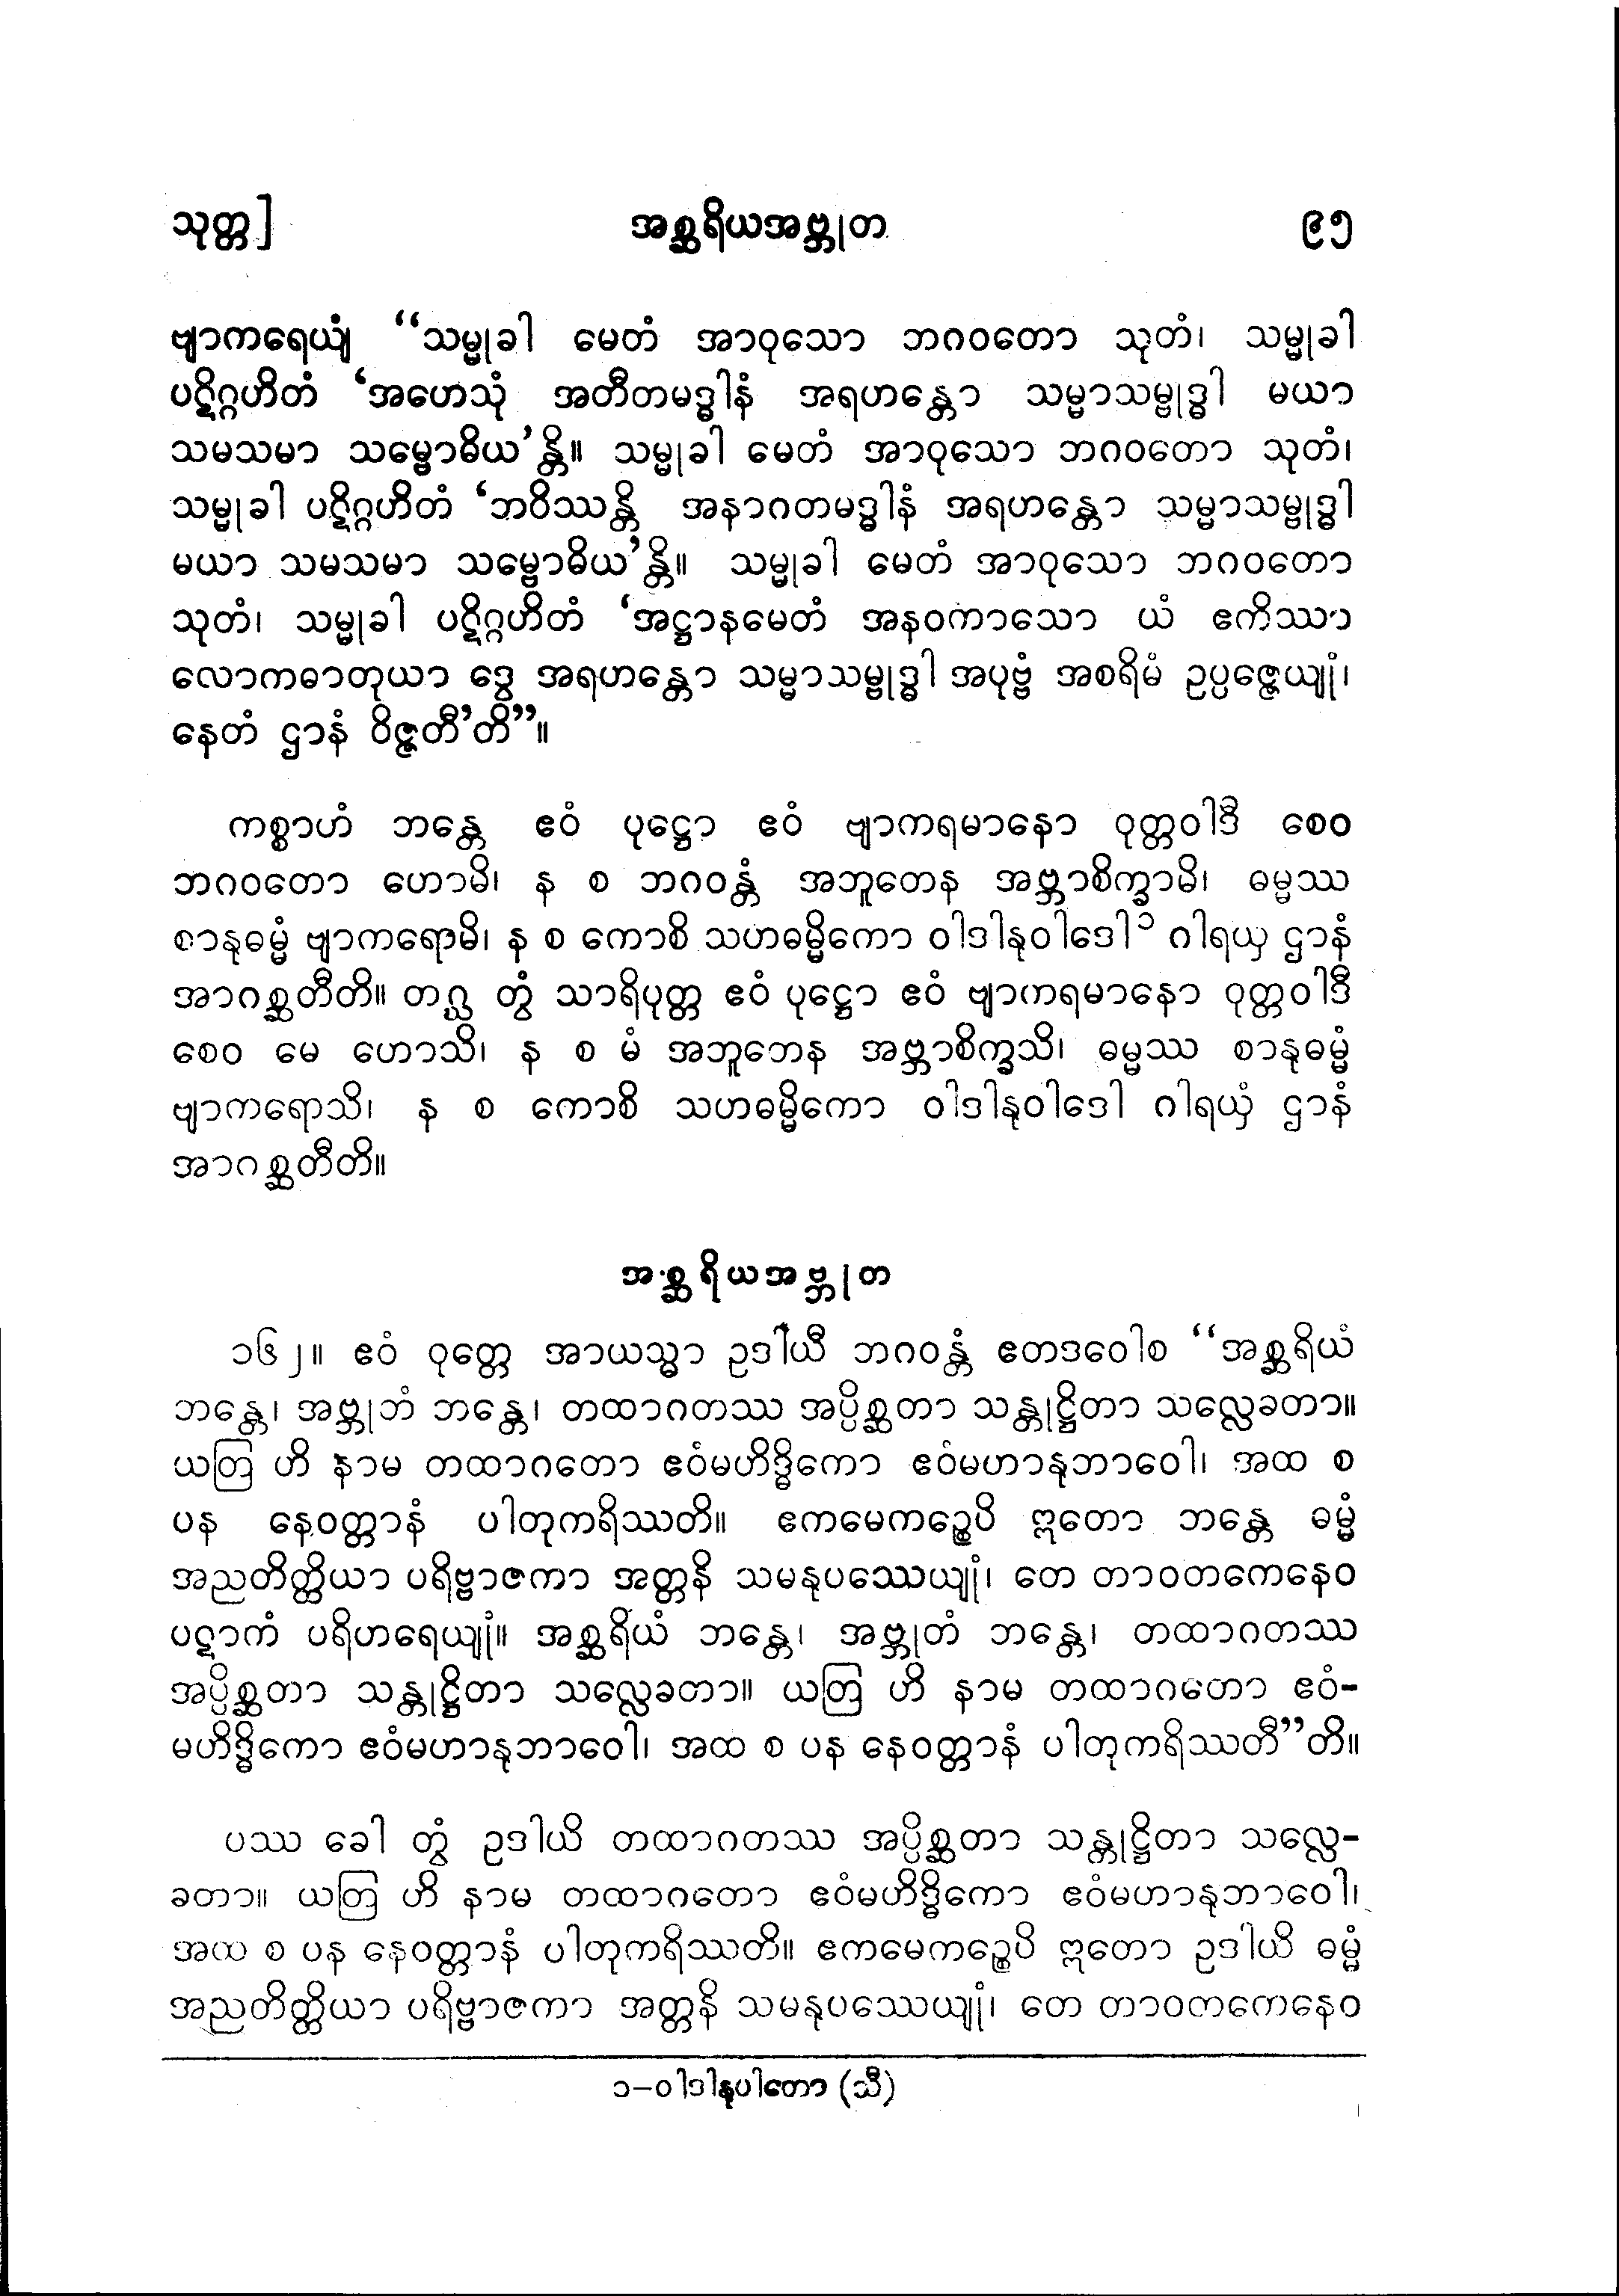 သုတ္တ]
အစ္ဆရိယအဗ္ဘုတ
၉၅
ဗျာကရေယျံ “သမ္မုခါ မေတံ အာဝုသော ဘဂဝတော သုတံ၊ သမ္မုခါ
ပဋိဂ္ဂဟိတံ ‘အဟေသုံ အတီတမဒ္ဓါနံ အရဟန္တော သမ္မာသမ္ဗုဒ္ဓါ မယာ
သမသမာ သမ္ဗောဓိယ’န္တိ။ သမ္မုခါ မေတံ အာဝုသော ဘဂဝတော သုတံ၊
သမ္မုခါ ပဋိဂ္ဂဟိတံ ‘ဘဝိဿန္တိ အနာဂတမဒ္ဓါနံ အရဟန္တော သမ္မာသမ္ဗုဒ္ဓါ
မယာ သမသမာ သမ္ဗောဓိယ’န္တိ။ သမ္မုခါ မေတံ အာဝုသော ဘဂဝတော
သုတံ၊ သမ္မုခါ ပဋိဂ္ဂဟိတံ ‘အဋ္ဌာနမေတံ အနဝကာသော ယံ ဧကိဿာ
လောကဓာတုယာ ဒွေ အရဟန္တော သမ္မာသမ္ဗုဒ္ဓါ အပုဗ္ဗံ အစရိမံ ဥပ္ပဇ္ဇေယျုံ၊
နေတံ ဌာနံ ဝိဇ္ဇတီ’တိ”။
ကစ္စာဟံ ဘန္တေ ဧဝံ ပုဋ္ဌော ဧဝံ ဗျာကရမာနော ဝုတ္တဝါဒီ စေဝ
ဘဂဝတော ဟောမိ၊ န စ ဘဂဝန္တံ အဘူတေန အဗ္ဘာစိက္ခာမိ၊ ဓမ္မဿ
စာနုဓမ္မံ ဗျာကရောမိ၊ န စ ကောစိ သဟဓမ္မိကော ဝါဒါနုဝါဒေါ၁ ဂါရယှ ဌာနံ
အာဂစ္ဆတီတိ။ တဂ္ဃ တွံ သာရိပုတ္တ ဧဝံ ပုဋ္ဌော ဧဝံ ဗျာကရမာနော ဝုတ္တဝါဒီ
စေဝ မေ ဟောသိ၊ န စ မံ အဘူတေန အဗ္ဘာစိက္ခသိ၊ ဓမ္မဿ စာနုဓမ္မံ
ဗျာကရောသိ၊ န စ ကောစိ သဟဓမ္မိကော ဝါဒါနုဝါဒေါ ဂါရယှံ ဌာနံ
အာဂစ္ဆတီတိ။
အစ္ဆရိယအဗ္ဘုတ
၁၆၂။ ဧဝံ ဝုတ္တေ အာယသ္မာ ဥဒါယီ ဘဂဝန္တံ ဧတဒဝေါစ “အစ္ဆရိယံ
ဘန္တေ၊ အဗ္ဘုတံ ဘန္တေ၊ တထာဂတဿ အပ္ပိစ္ဆတာ သန္တုဋ္ဌိတာ သလ္လေခတာ။
ယတြ ဟိ နာမ တထာဂတော ဧဝံမဟိဒ္ဓိကော ဧဝံမဟာနုဘာဝေါ၊ အထ စ
ပန နေဝတ္တာနံ ပါတုကရိဿတိ။ ဧကမေကဉ္စေပိ ဣတော ဘန္တေ ဓမ္မံ
အညတိတ္ထိယာ ပရိဗ္ဗာဇကာ အတ္တနိ သမနုပဿေယျုံ၊ တေ တာဝတကေနေဝ
ပဋာကံ ပရိဟရေယျုံ။ အစ္ဆရိယံ ဘန္တေ၊ အဗ္ဘုတံ ဘန္တေ၊ တထာဂတဿ
အပ္ပိစ္ဆတာ သန္တုဋ္ဌိတာ သလ္လေခတာ။ ယတြ ဟိ နာမ တထာဂတော ဧဝံ-
မဟိဒ္ဓိကော ဧဝံမဟာနုဘာဝေါ၊ အထ စ ပန နေဝတ္တာနံ ပါတုကရိဿတီ”တိ။
ပဿ ခေါ တွံ ဥဒါယိ တထာဂတဿ အပ္ပိစ္ဆတာ သန္တုဋ္ဌိတာ သလ္လေ-
ခတာ။ ယတြ ဟိ နာမ တထာဂတော ဧဝံမဟိဒ္ဓိကော ဧဝံမဟာနုဘာဝေါ၊
အထ စ ပန နေဝတ္တာနံ ပါတုကရိဿတိ။ ဧကမေကဉ္စေပိ ဣတော ဥဒါယိ ဓမ္မံ
အညတိတ္ထိယာ ပရိဗ္ဗာဇကာ အတ္တနိ သမနုပဿေယျုံ၊ တေ တာဝတကေနေဝ
၁-ဝါဒါနုပါတော (သီ)